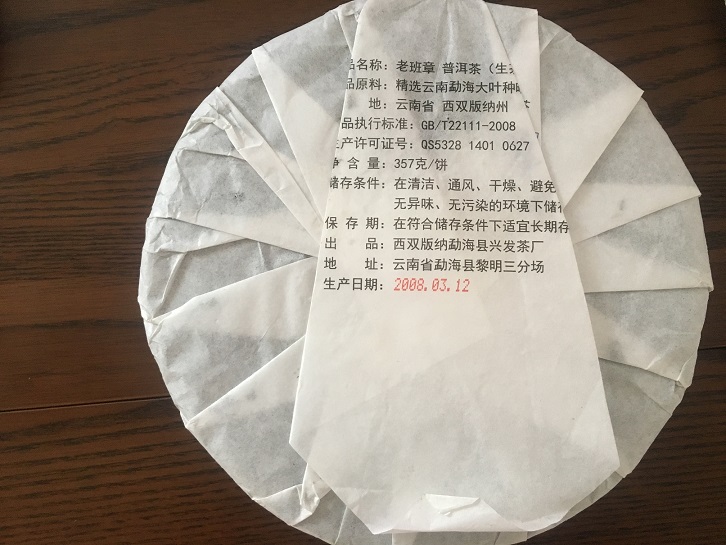 品名称：老班章 普洱茶（生茶
品原料：精选云南勐海大叶种晒
地：云南省 西双版纳州
品执行标准：GB/T22111-2008
生产许可证号：QS5328 1401 0627
净 含 量：357克/饼
储存条件：在清洁、通风、干燥、避免
无异味、无污染的环境下储存
保 存 期：在符合储存条件下适宜长期存
出 品：西双版纳勐海县兴发茶厂
地 址：云南省勐海县黎明三分场
生产日期：2008.03.12